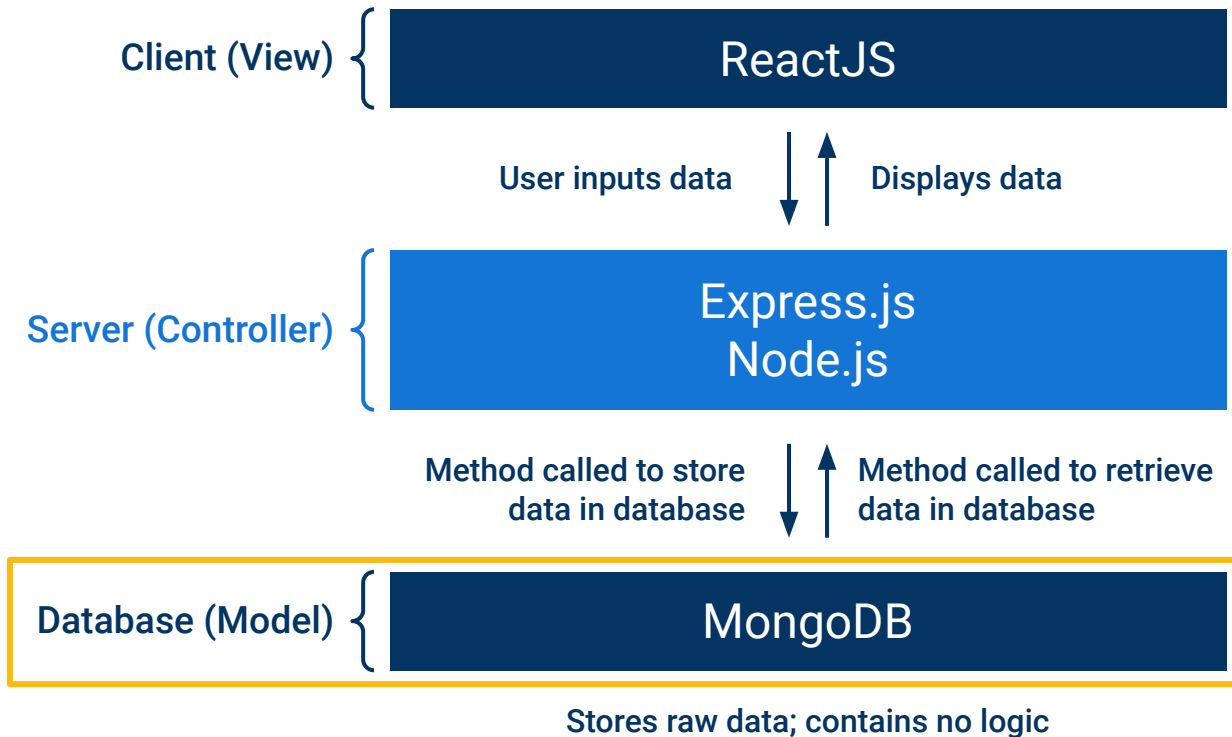 Client (View)
ReactJS
User inputs data
Displays data
Server (Controller)
Express.js
Node.js
Method called to store
data in database
Method called to retrieve
data in database
Database (Model)
MongoDB
Stores raw data; contains no logic